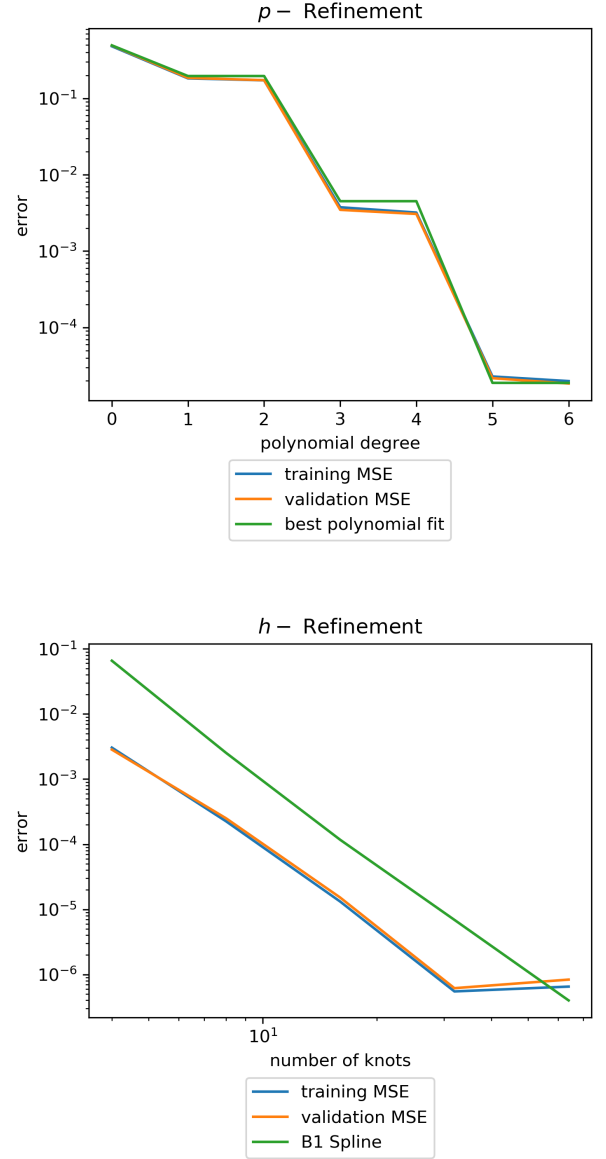 p − Refinement
10⁻¹
10⁻²
10⁻³
10⁻⁴
error
0 1 2 3 4 5 6
polynomial degree
training MSE
validation MSE
best polynomial fit
h − Refinement
10⁻¹
10⁻²
10⁻³
10⁻⁴
10⁻⁵
10⁻⁶
error
10¹
number of knots
training MSE
validation MSE
B1 Spline